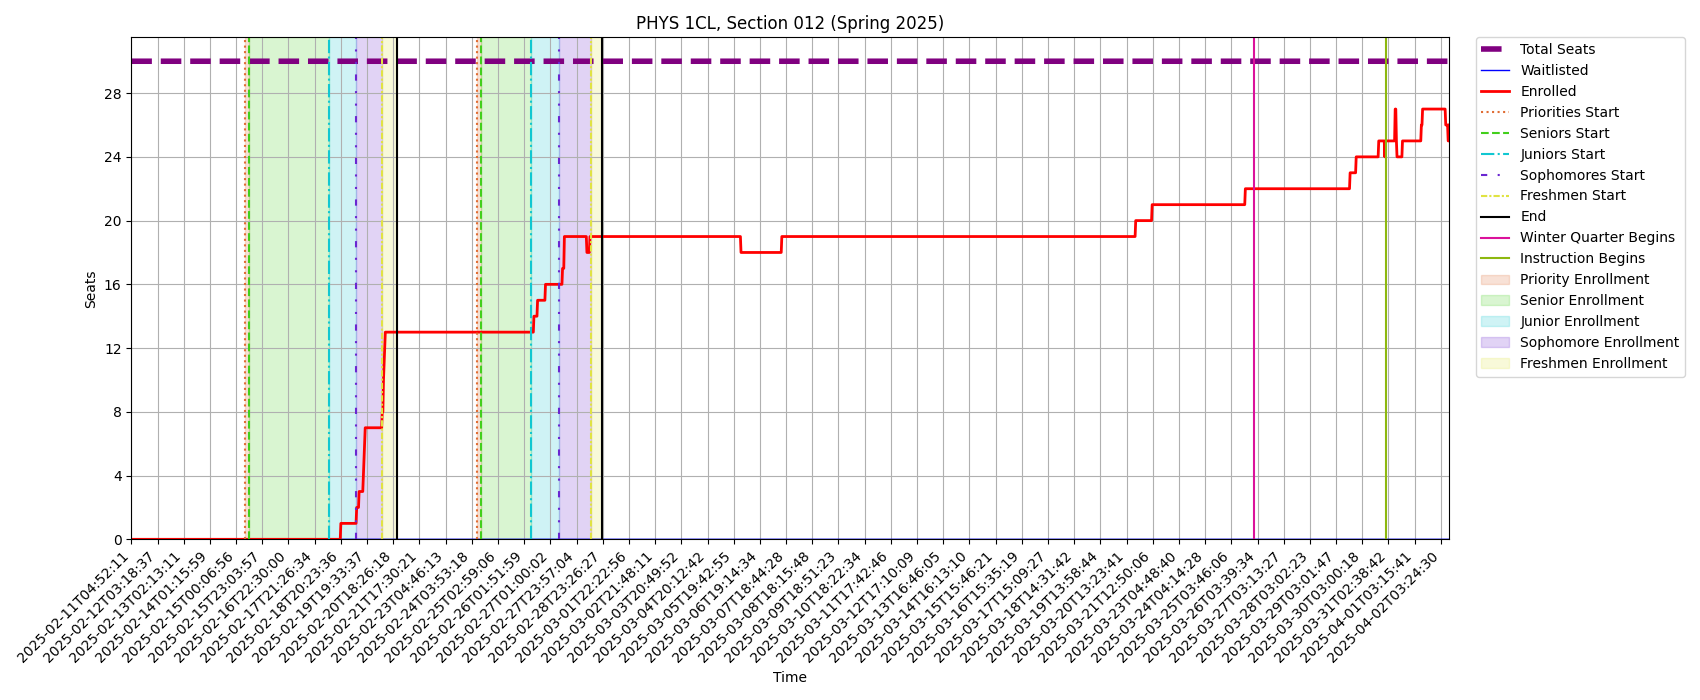 PHYS 1CL, Section 012 (Spring 2025)
Seats
28
24
20
16
12
8
4
0
2025-02-11T04:52:11
2025-02-12T03:18:37
2025-02-13T02:13:11
2025-02-14T01:15:59
2025-02-15T00:06:56
2025-02-15T23:03:57
2025-02-16T22:30:00
2025-02-17T21:26:34
2025-02-18T20:23:36
2025-02-19T19:33:37
2025-02-20T18:26:18
2025-02-21T17:30:21
2025-02-23T04:46:13
2025-02-24T03:53:18
2025-02-25T02:59:06
2025-02-26T01:51:59
2025-02-27T01:00:02
2025-02-27T23:57:04
2025-02-28T23:26:27
2025-03-01T22:22:56
2025-03-02T21:48:11
2025-03-03T20:49:52
2025-03-04T20:12:42
2025-03-05T19:42:55
2025-03-06T19:14:34
2025-03-07T18:44:28
2025-03-08T18:15:48
2025-03-09T18:51:23
2025-03-10T18:22:34
2025-03-11T17:42:46
2025-03-12T17:10:09
2025-03-13T16:46:05
2025-03-14T16:13:10
2025-03-15T15:46:21
2025-03-16T15:35:19
2025-03-17T15:09:27
2025-03-18T14:31:42
2025-03-19T13:58:44
2025-03-20T13:23:41
2025-03-21T12:50:06
2025-03-23T04:48:40
2025-03-24T04:14:28
2025-03-25T03:46:06
2025-03-26T03:39:34
2025-03-27T03:13:27
2025-03-28T03:02:23
2025-03-29T03:01:47
2025-03-30T03:00:18
2025-03-31T02:38:42
2025-04-01T03:15:41
2025-04-02T03:24:30
Time
Total Seats
Waitlisted
Enrolled
Priorities Start
Seniors Start
Juniors Start
Sophomores Start
Freshmen Start
End
Winter Quarter Begins
Instruction Begins
Priority Enrollment
Senior Enrollment
Junior Enrollment
Sophomore Enrollment
Freshmen Enrollment